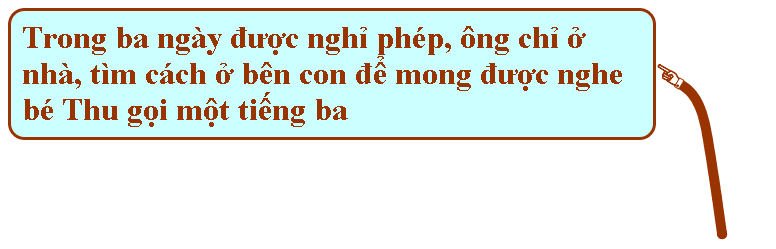 Trong ba ngày được nghỉ phép, ông chỉ ở
nhà, tìm cách ở bên con để mong được nghe
bé Thu gọi một tiếng ba